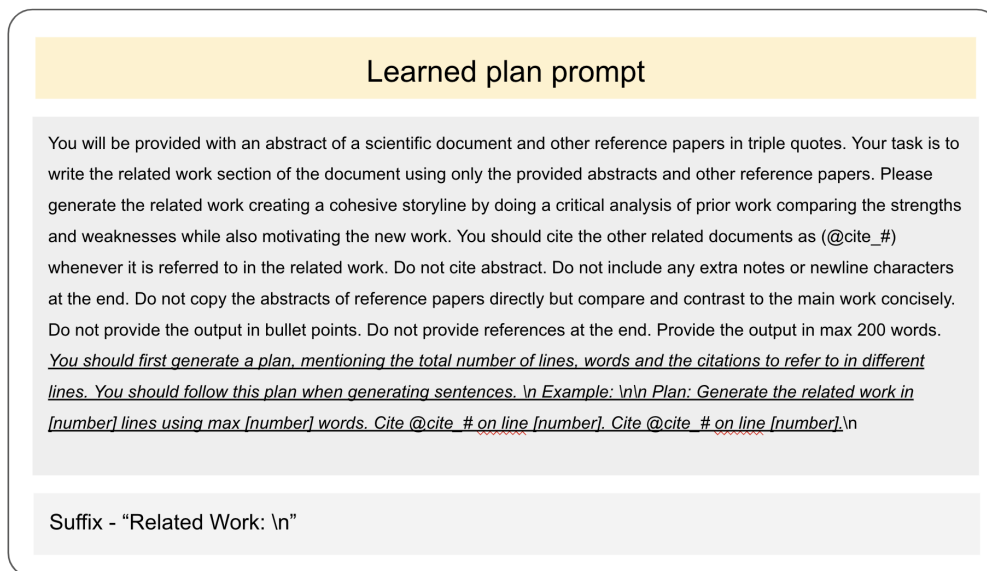 Learned plan prompt
You will be provided with an abstract of a scientific document and other reference papers in triple quotes. Your task is to
write the related work section of the document using only the provided abstracts and other reference papers. Please
generate the related work creating a cohesive storyline by doing a critical analysis of prior work comparing the strengths
and weaknesses while also motivating the new work. You should cite the other related documents as (@cite_#)
whenever it is referred to in the related work. Do not cite abstract. Do not include any extra notes or newline characters
at the end. Do not copy the abstracts of reference papers directly but compare and contrast to the main work concisely.
Do not provide the output in bullet points. Do not provide references at the end. Provide the output in max 200 words.
You should first generate a plan, mentioning the total number of lines, words and the citations to refer to in different
lines. You should follow this plan when generating sentences. \n Example: \n\n Plan: Generate the related work in
[number] lines using max [number] words. Cite @cite_# on line [number]. Cite @cite_# on line [number].\n
Suffix - “Related Work: \n”